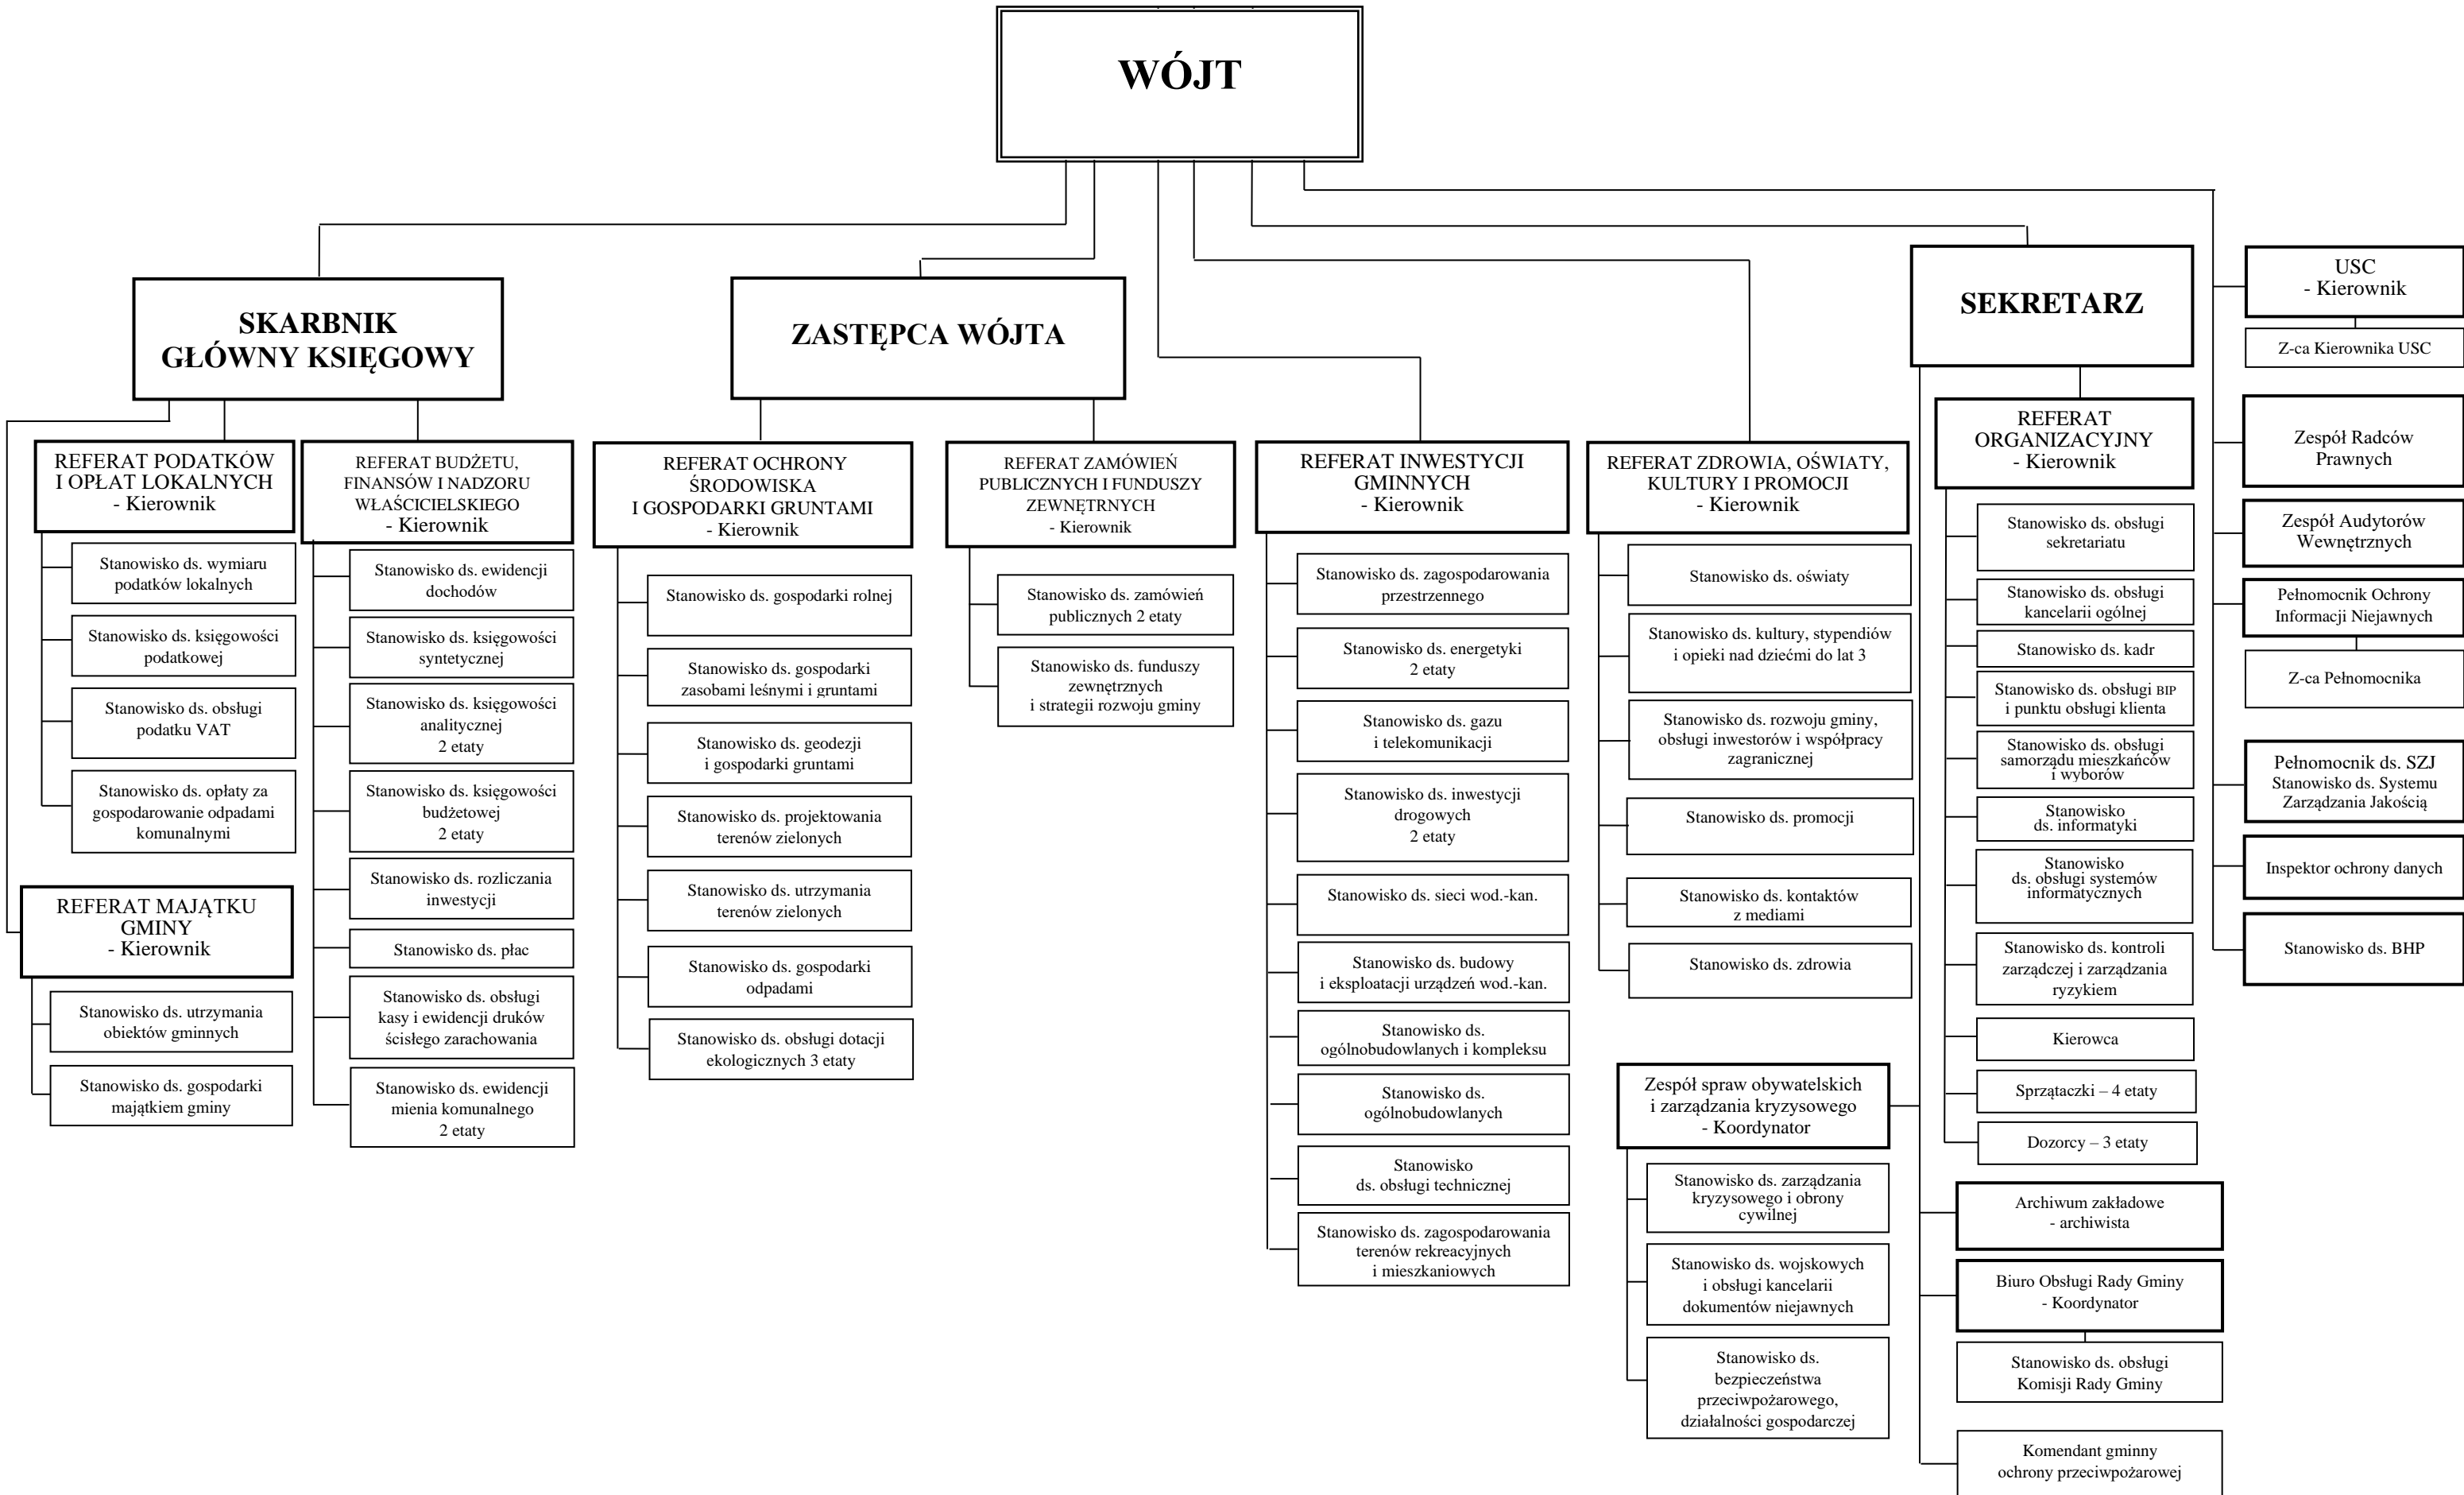 WÓJT
SKARBNIK
GŁÓWNY KSIĘGOWY
ZASTĘPCA WÓJTA
SEKRETARZ
USC
- Kierownik
Z-ca Kierownika USC
Zespół Radców
Prawnych
Zespół Audytorów
Wewnętrznych
Pełnomocnik Ochrony
Informacji Niejawnych
Z-ca Pełnomocnika
Pełnomocnik ds. SZJ
Stanowisko ds. Systemu
Zarządzania Jakością
Inspektor ochrony danych
Stanowisko ds. BHP
REFERAT PODATKÓW
I OPŁAT LOKALNYCH
- Kierownik
Stanowisko ds. wymiaru
podatków lokalnych
Stanowisko ds. księgowości
podatkowej
Stanowisko ds. obsługi
podatku VAT
Stanowisko ds. opłaty za
gospodarowanie odpadami
komunalnymi
REFERAT MAJĄTKU
GMINY
- Kierownik
Stanowisko ds. utrzymania
obiektów gminnych
Stanowisko ds. gospodarki
majątkiem gminy
REFERAT BUDŻETU,
FINANSÓW I NADZORU
WŁAŚCICIELSKIEGO
- Kierownik
Stanowisko ds. ewidencji
dochodów
Stanowisko ds. księgowości
syntetycznej
Stanowisko ds. księgowości
analitycznej
2 etaty
Stanowisko ds. księgowości
budżetowej
2 etaty
Stanowisko ds. rozliczania
inwestycji
Stanowisko ds. płac
Stanowisko ds. obsługi
kasy i ewidencji druków
ścisłego zarachowania
Stanowisko ds. ewidencji
mienia komunalnego
2 etaty
REFERAT OCHRONY
ŚRODOWISKA
I GOSPODARKI GRUNTAMI
- Kierownik
Stanowisko ds. gospodarki rolnej
Stanowisko ds. gospodarki
zasobami leśnymi i gruntami
Stanowisko ds. geodezji
i gospodarki gruntami
Stanowisko ds. projektowania
terenów zielonych
Stanowisko ds. utrzymania
terenów zielonych
Stanowisko ds. gospodarki
odpadami
Stanowisko ds. obsługi dotacji
ekologicznych 3 etaty
REFERAT ZAMÓWIEŃ
PUBLICZNYCH I FUNDUSZY
ZEWNĘTRZNYCH
- Kierownik
Stanowisko ds. zamówień
publicznych 2 etaty
Stanowisko ds. funduszy
zewnętrznych
i strategii rozwoju gminy
REFERAT INWESTYCJI
GMINNYCH
- Kierownik
Stanowisko ds. zagospodarowania
przestrzennego
Stanowisko ds. energetyki
2 etaty
Stanowisko ds. gazu
i telekomunikacji
Stanowisko ds. inwestycji
drogowych
2 etaty
Stanowisko ds. sieci wod.-kan.
Stanowisko ds. budowy
i eksploatacji urządzeń wod.-kan.
Stanowisko ds.
ogólnobudowlanych i kompleksu
Stanowisko ds.
ogólnobudowlanych
Stanowisko
ds. obsługi technicznej
Stanowisko ds. zagospodarowania
terenów rekreacyjnych
i mieszkaniowych
REFERAT ZDROWIA, OŚWIATY,
KULTURY I PROMOCJI
- Kierownik
Stanowisko ds. oświaty
Stanowisko ds. kultury, stypendiów
i opieki nad dziećmi do lat 3
Stanowisko ds. rozwoju gminy,
obsługi inwestorów i współpracy
zagranicznej
Stanowisko ds. promocji
Stanowisko ds. kontaktów
z mediami
Stanowisko ds. zdrowia
Zespół spraw obywatelskich
i zarządzania kryzysowego
- Koordynator
Stanowisko ds. zarządzania
kryzysowego i obrony
cywilnej
Stanowisko ds. wojskowych
i obsługi kancelarii
dokumentów niejawnych
Stanowisko ds.
bezpieczeństwa
przeciwpożarowego,
działalności gospodarczej
REFERAT
ORGANIZACYJNY
- Kierownik
Stanowisko ds. obsługi
sekretariatu
Stanowisko ds. obsługi
kancelarii ogólnej
Stanowisko ds. kadr
Stanowisko ds. obsługi BIP
i punktu obsługi klienta
Stanowisko ds. obsługi
samorządu mieszkańców
i wyborów
Stanowisko
ds. informatyki
Stanowisko
ds. obsługi systemów
informatycznych
Stanowisko ds. kontroli
zarządczej i zarządzania
ryzykiem
Kierowca
Sprzątaczki – 4 etaty
Dozorcy – 3 etaty
Archiwum zakładowe
- archiwista
Biuro Obsługi Rady Gminy
- Koordynator
Stanowisko ds. obsługi
Komisji Rady Gminy
Komendant gminny
ochrony przeciwpożarowej